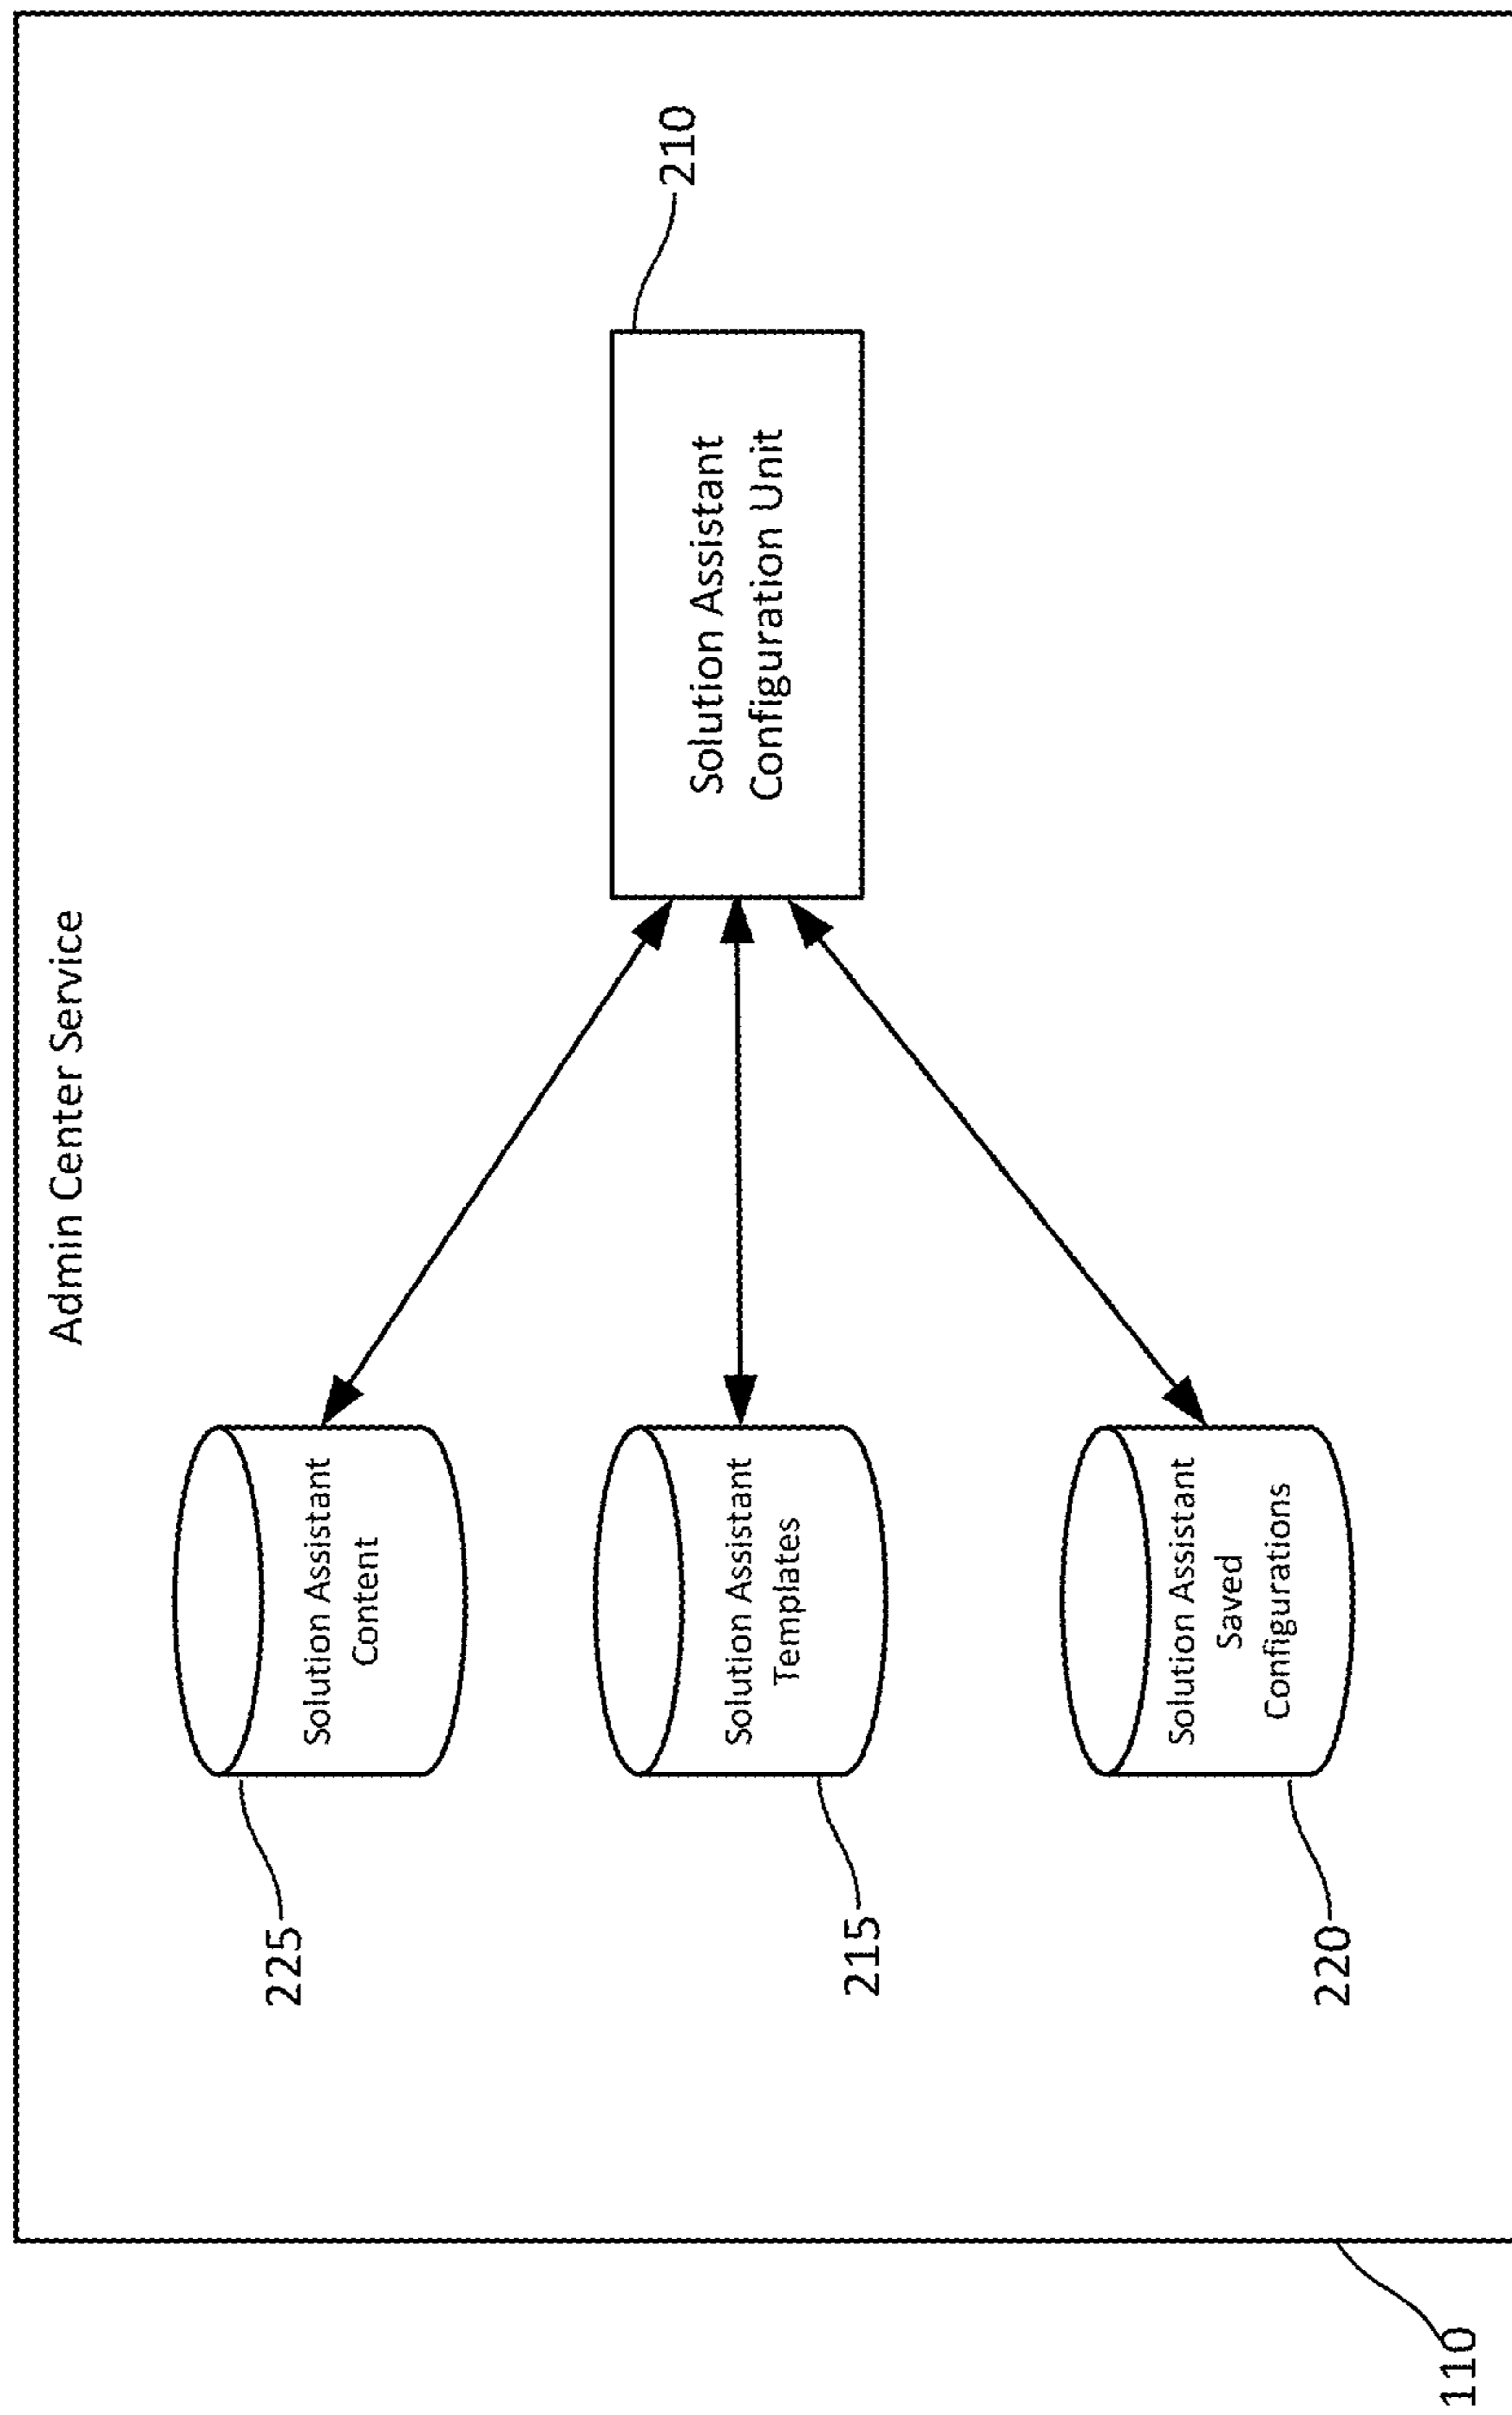 Admin Center Service
225
Solution Assistant
Content
215
Solution Assistant
Templates
220
Solution Assistant
Saved
Configurations
Solution Assistant
Configuration Unit
210
110